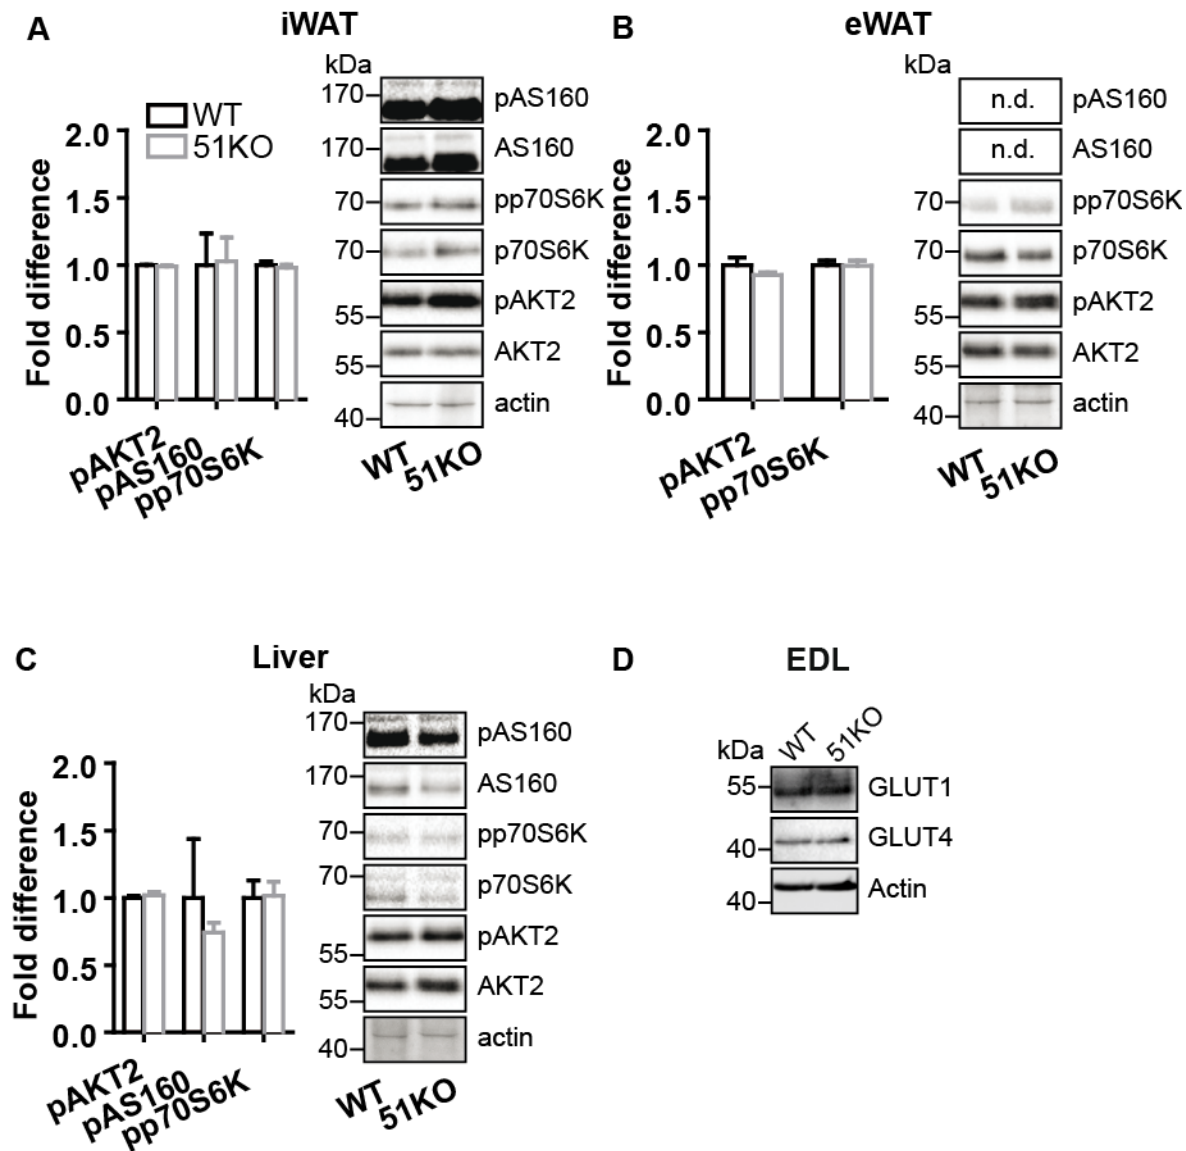 A
iWAT
WT
51KO
Fold difference
2.0
1.5
1.0
0.5
0.0
pAKT2
pAS160
pp70S6K
kDa
170
pAS160
170
AS160
70
pp70S6K
70
p70S6K
55
pAKT2
55
AKT2
40
actin
WT
51KO
B
eWAT
Fold difference
2.0
1.5
1.0
0.5
0.0
pAKT2
pp70S6K
kDa
n.d.
pAS160
n.d.
AS160
70
pp70S6K
70
p70S6K
55
pAKT2
55
AKT2
40
actin
WT
51KO
C
Liver
Fold difference
2.0
1.5
1.0
0.5
0.0
pAKT2
pAS160
pp70S6K
kDa
170
pAS160
170
AS160
70
pp70S6K
70
p70S6K
55
pAKT2
55
AKT2
40
actin
WT
51KO
D
EDL
kDa
WT
51KO
55
GLUT1
40
GLUT4
40
Actin